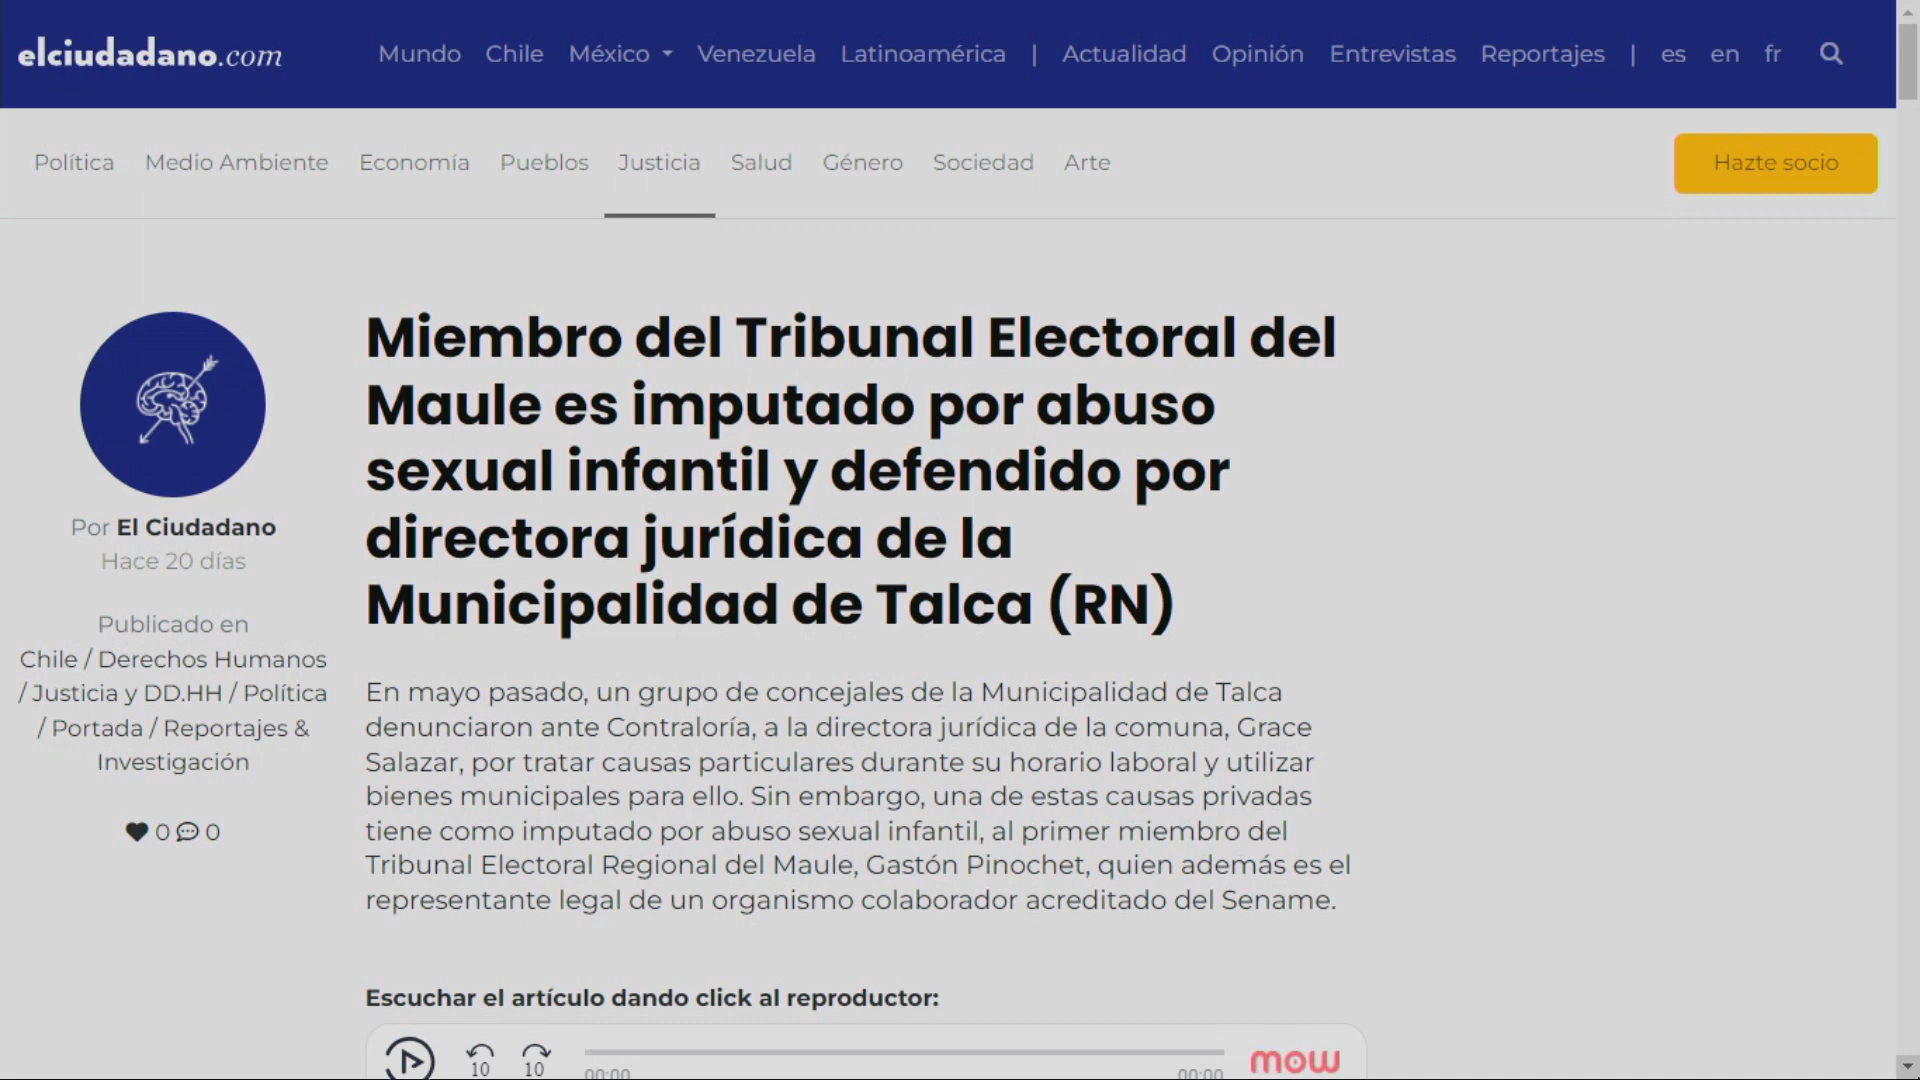 elciudadano.com
Mundo Chile México Venezuela Latinoamérica | Actualidad Opinión Entrevistas Reportajes | es en fr
Política Medio Ambiente Economía Pueblos Justicia Salud Género Sociedad Arte Hazte socio
Miembro del Tribunal Electoral del
Maule es imputado por abuso
sexual infantil y defendido por
directora jurídica de la
Municipalidad de Talca (RN)
Por El Ciudadano
Hace 20 días
Publicado en
Chile / Derechos Humanos
/ Justicia y DD.HH / Política
/ Portada / Reportajes &
Investigación
0 0
En mayo pasado, un grupo de concejales de la Municipalidad de Talca
denunciaron ante Contraloría, a la directora jurídica de la comuna, Grace
Salazar, por tratar causas particulares durante su horario laboral y utilizar
bienes municipales para ello. Sin embargo, una de estas causas privadas
tiene como imputado por abuso sexual infantil, al primer miembro del
Tribunal Electoral Regional del Maule, Gastón Pinochet, quien además es el
representante legal de un organismo colaborador acreditado del Sename.
Escuchar el artículo dando click al reproductor:
10 10 00:00 00:00 mow